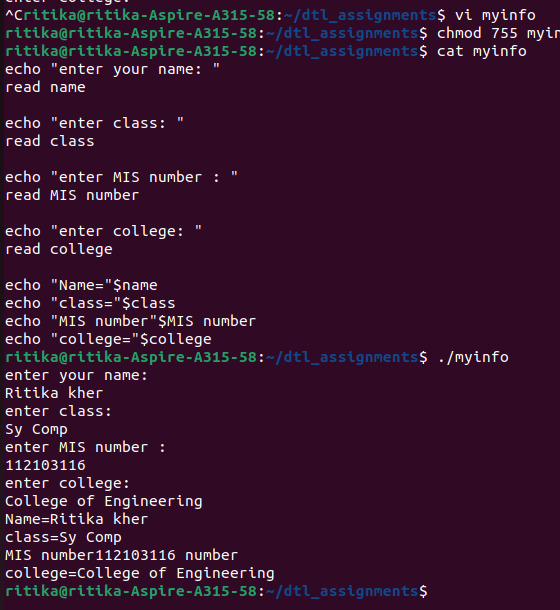 ^Critika@ritika-Aspire-A315-58:~/dtl_assignments$ vi myinfo
ritika@ritika-Aspire-A315-58:~/dtl_assignments$ chmod 755 myin
ritika@ritika-Aspire-A315-58:~/dtl_assignments$ cat myinfo
echo "enter your name: "
read name
echo "enter class: "
read class
echo "enter MIS number : "
read MIS number
echo "enter college: "
read college
echo "Name="$name
echo "class="$class
echo "MIS number"$MIS number
echo "college="$college
ritika@ritika-Aspire-A315-58:~/dtl_assignments$ ./myinfo
enter your name:
Ritika kher
enter class:
Sy Comp
enter MIS number :
112103116
enter college:
College of Engineering
Name=Ritika kher
class=Sy Comp
MIS number112103116 number
college=College of Engineering
ritika@ritika-Aspire-A315-58:~/dtl_assignments$